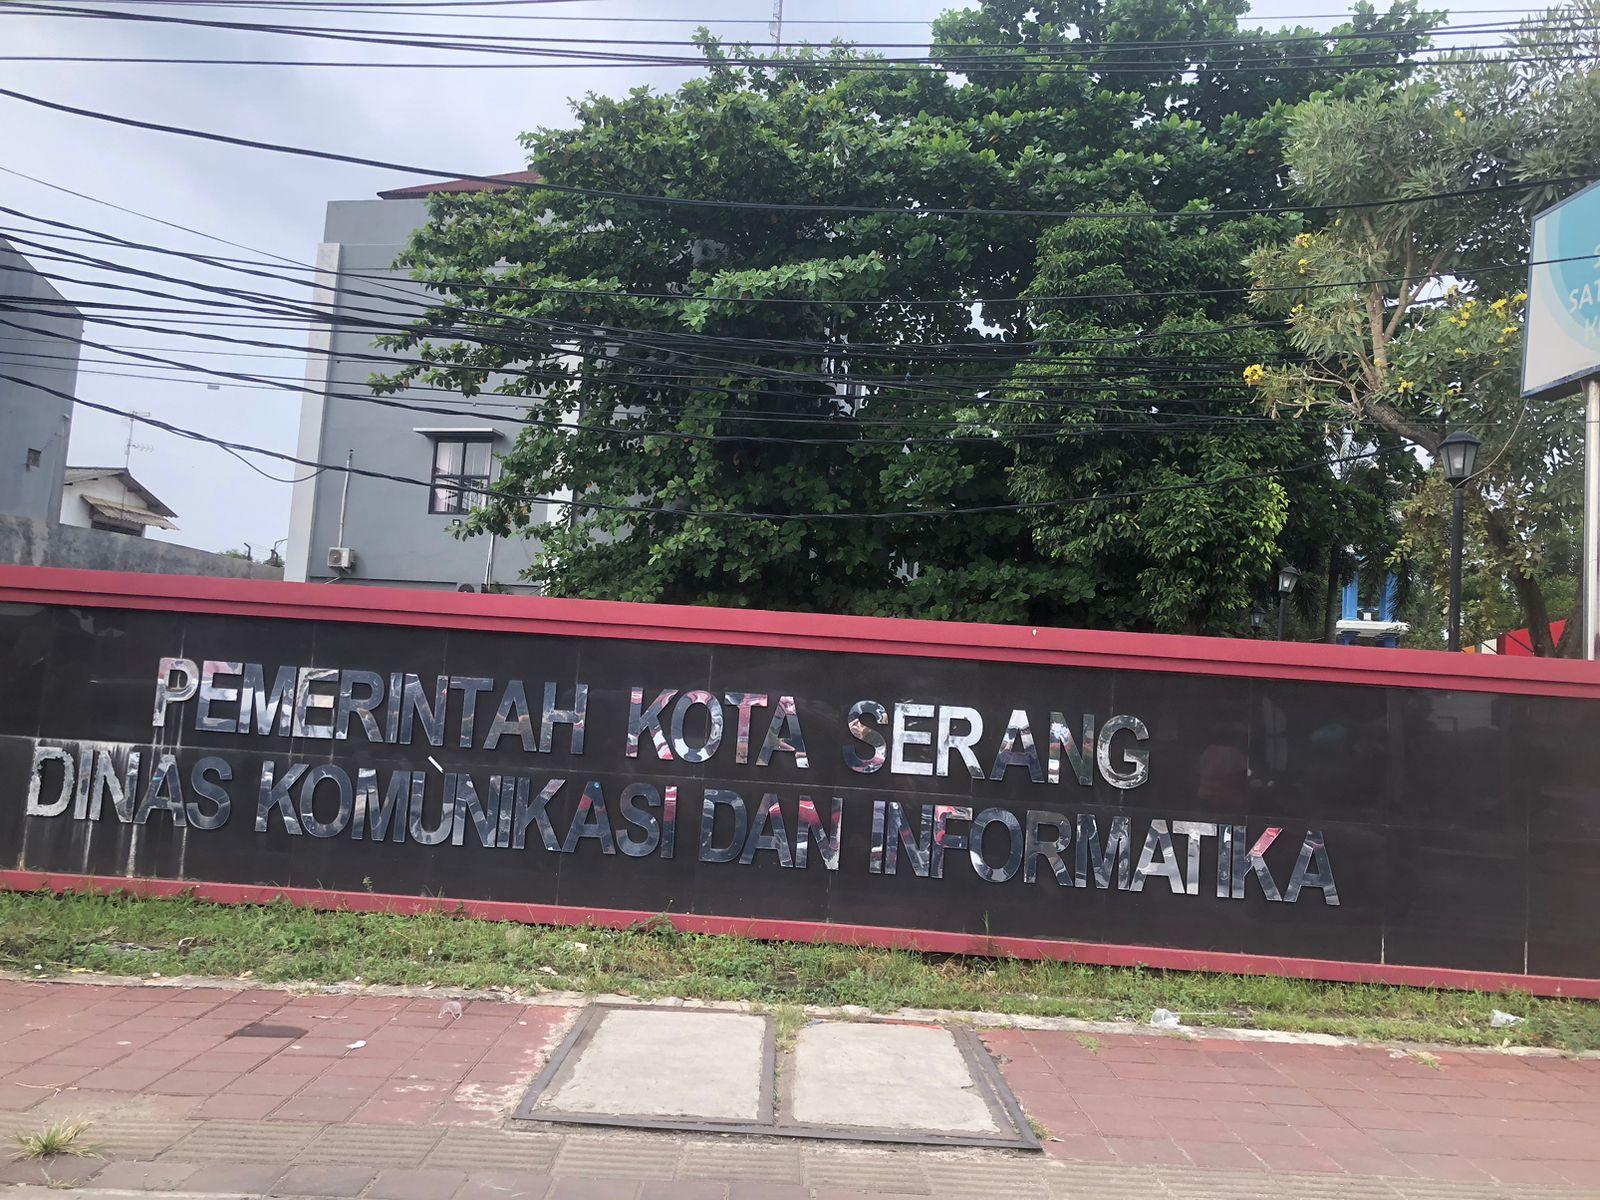 PEMERINTAH KOTA SERANG
DINAS KOMUNIKASI DAN INFORMATIKA